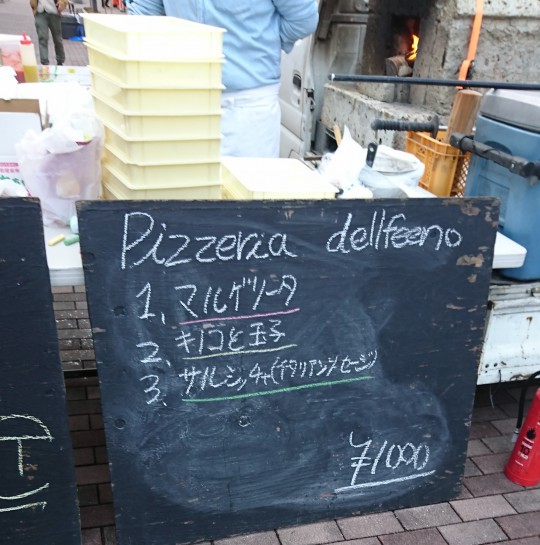 Pizzeria dellfeeno
1. マルゲリータ
2. キノコと玉子
3. サルシッチャ(イタリアンソセージ)
¥1000